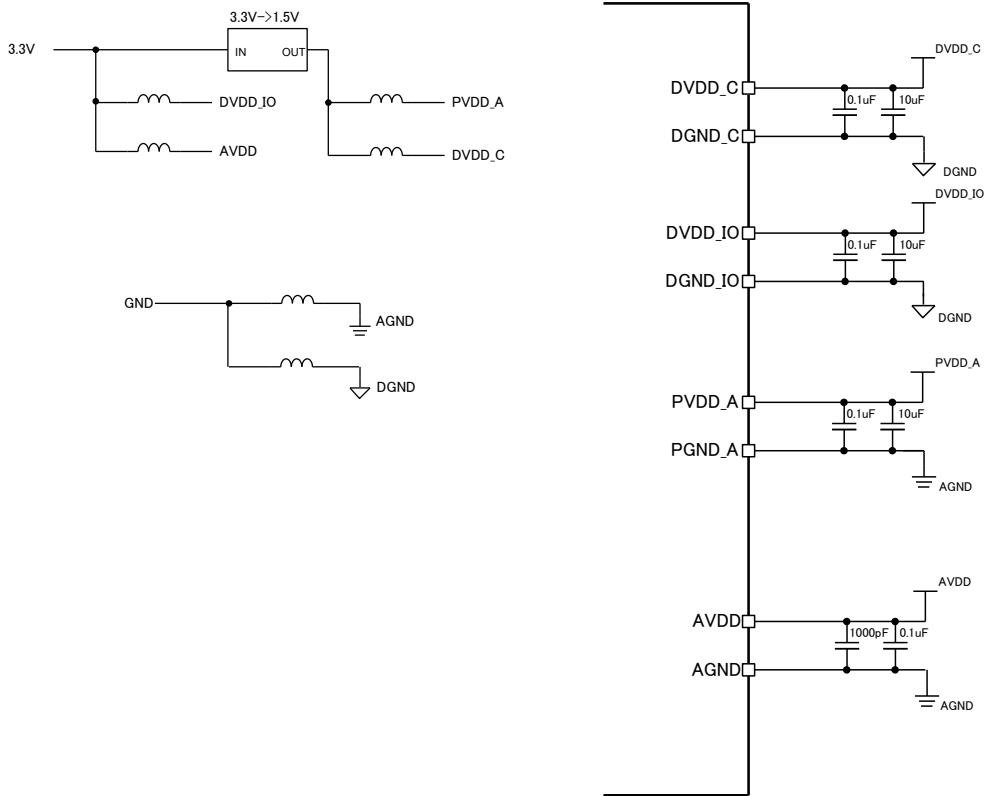 3.3V->1.5V
3.3V
IN OUT
DVDD_IO
PVDD_A
AVDD
DVDD_C
GND
AGND
DGND
DVDD_C
DVDD_C
0.1uF 10uF
DGND_C
DGND
DVDD_IO
DVDD_IO
0.1uF 10uF
DGND_IO
DGND
PVDD_A
PVDD_A
0.1uF 10uF
PGND_A
AGND
AVDD
AVDD
1000pF 0.1uF
AGND
AGND